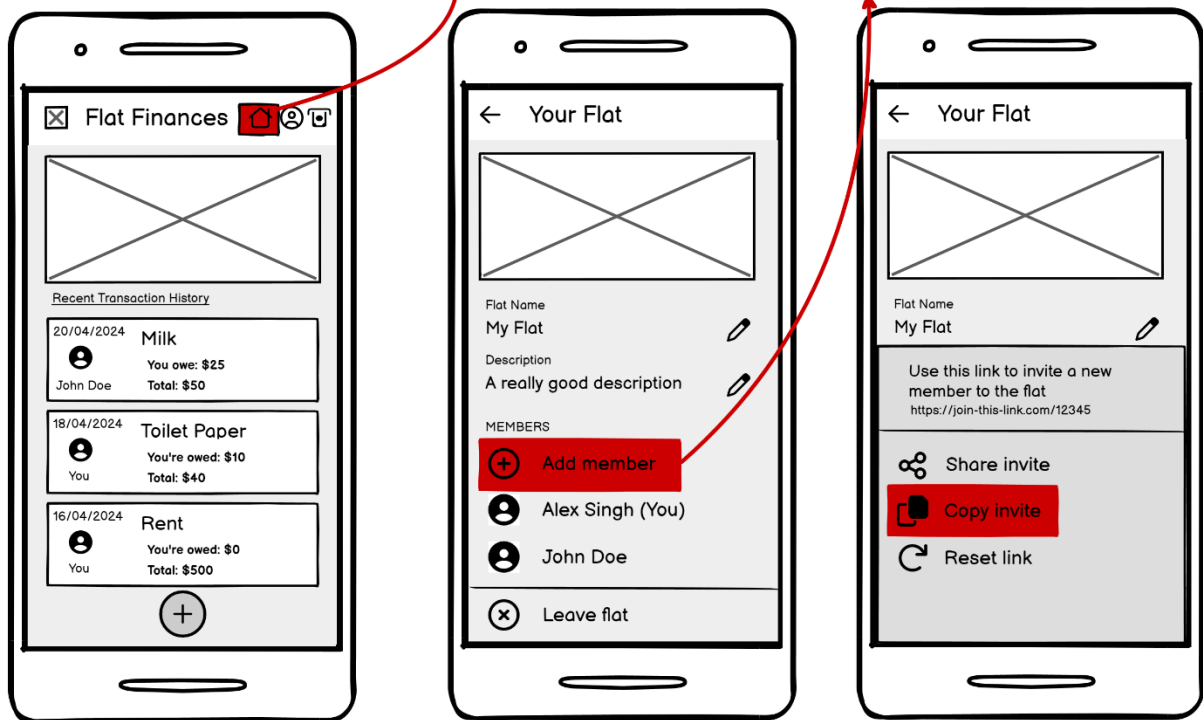 Flat Finances
Recent Transaction History
20/04/2024
Milk
You owe: $25
John Doe
Total: $50
18/04/2024
Toilet Paper
You're owed: $10
You
Total: $40
16/04/2024
Rent
You're owed: $0
You
Total: $500
Your Flat
Flat Name
My Flat
Description
A really good description
MEMBERS
Add member
Alex Singh (You)
John Doe
Leave flat
Your Flat
Flat Name
My Flat
Use this link to invite a new
member to the flat
https://join-this-link.com/12345
Share invite
Copy invite
Reset link